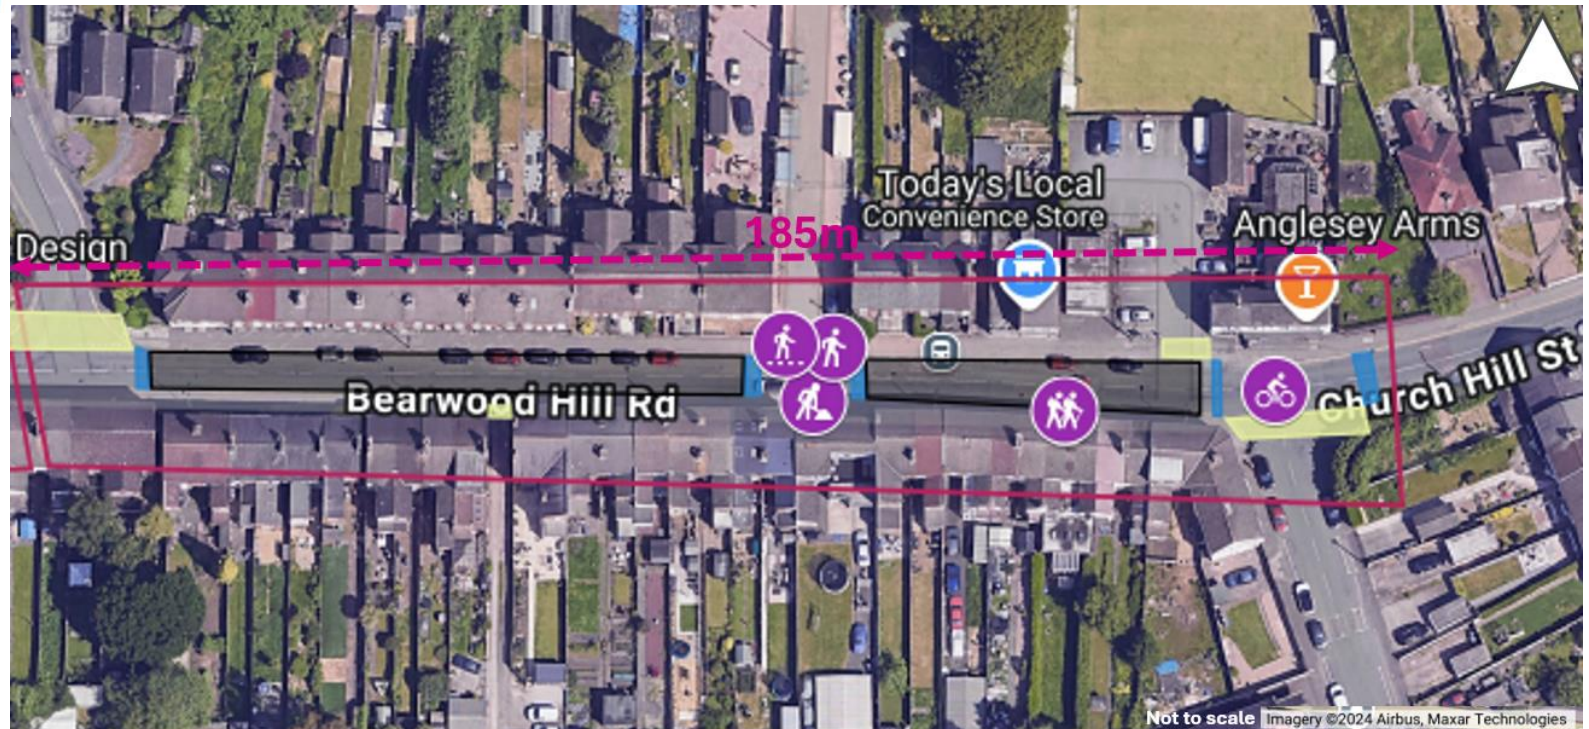 Today's Local
Convenience Store
185m
Anglesey Arms
Design
Bearwood Hill Rd
Church Hill St
Not to scale
Imagery ©2024 Airbus, Maxar Technologies